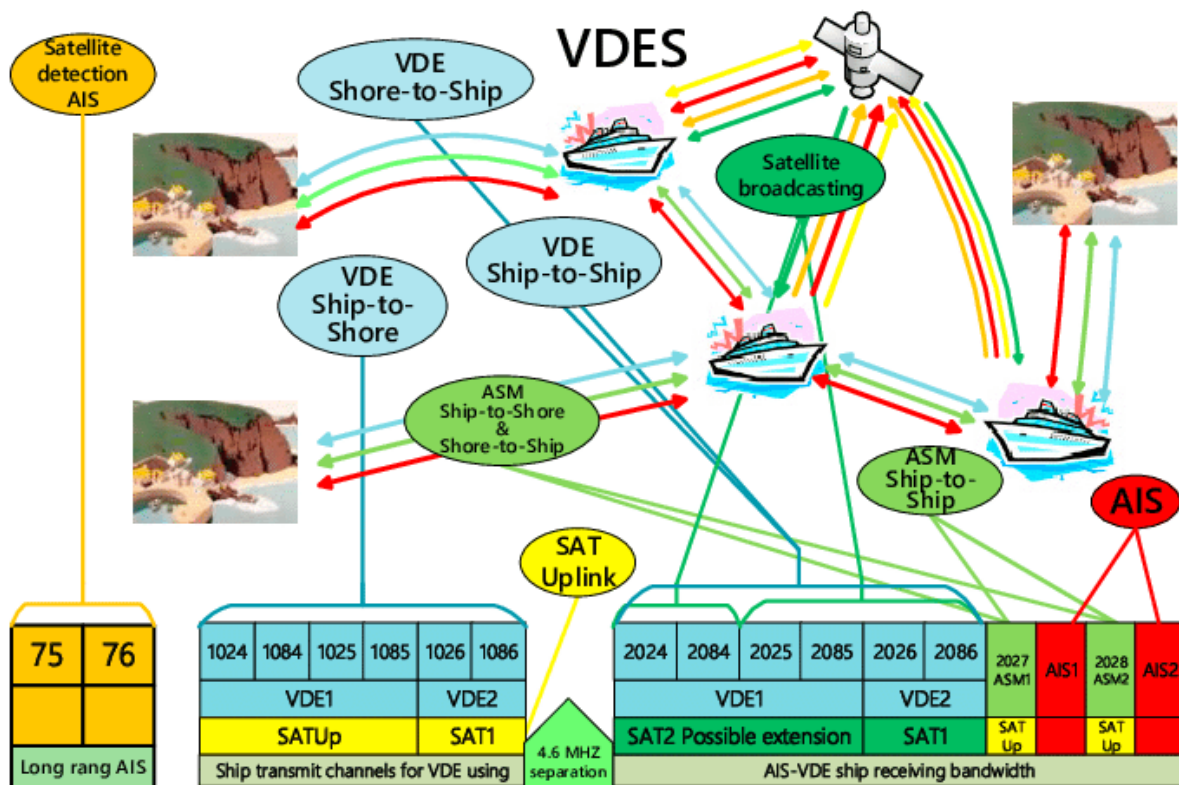 VDES
Satellite
detection
AIS
VDE
Shore-to-Ship
Satellite
broadcasting
VDE
Ship-to-Ship
VDE
Ship-to-
Shore
ASM
Ship-to-Shore
&
Shore-to-Ship
ASM
Ship-to-
Ship
AIS
SAT
Uplink
75 76
Long rang AIS
1024 1084 1025 1085 1026 1086
VDE1 VDE2
SATUp SAT1
Ship transmit channels for VDE using
4.6 MHZ
separation
2024 2084 2025 2085 2026 2086
2027
ASM1
AIS1
2028
ASM2
AIS2
VDE1 VDE2
SAT2 Possible extension SAT1
SAT
Up
SAT
Up
AIS-VDE ship receiving bandwidth